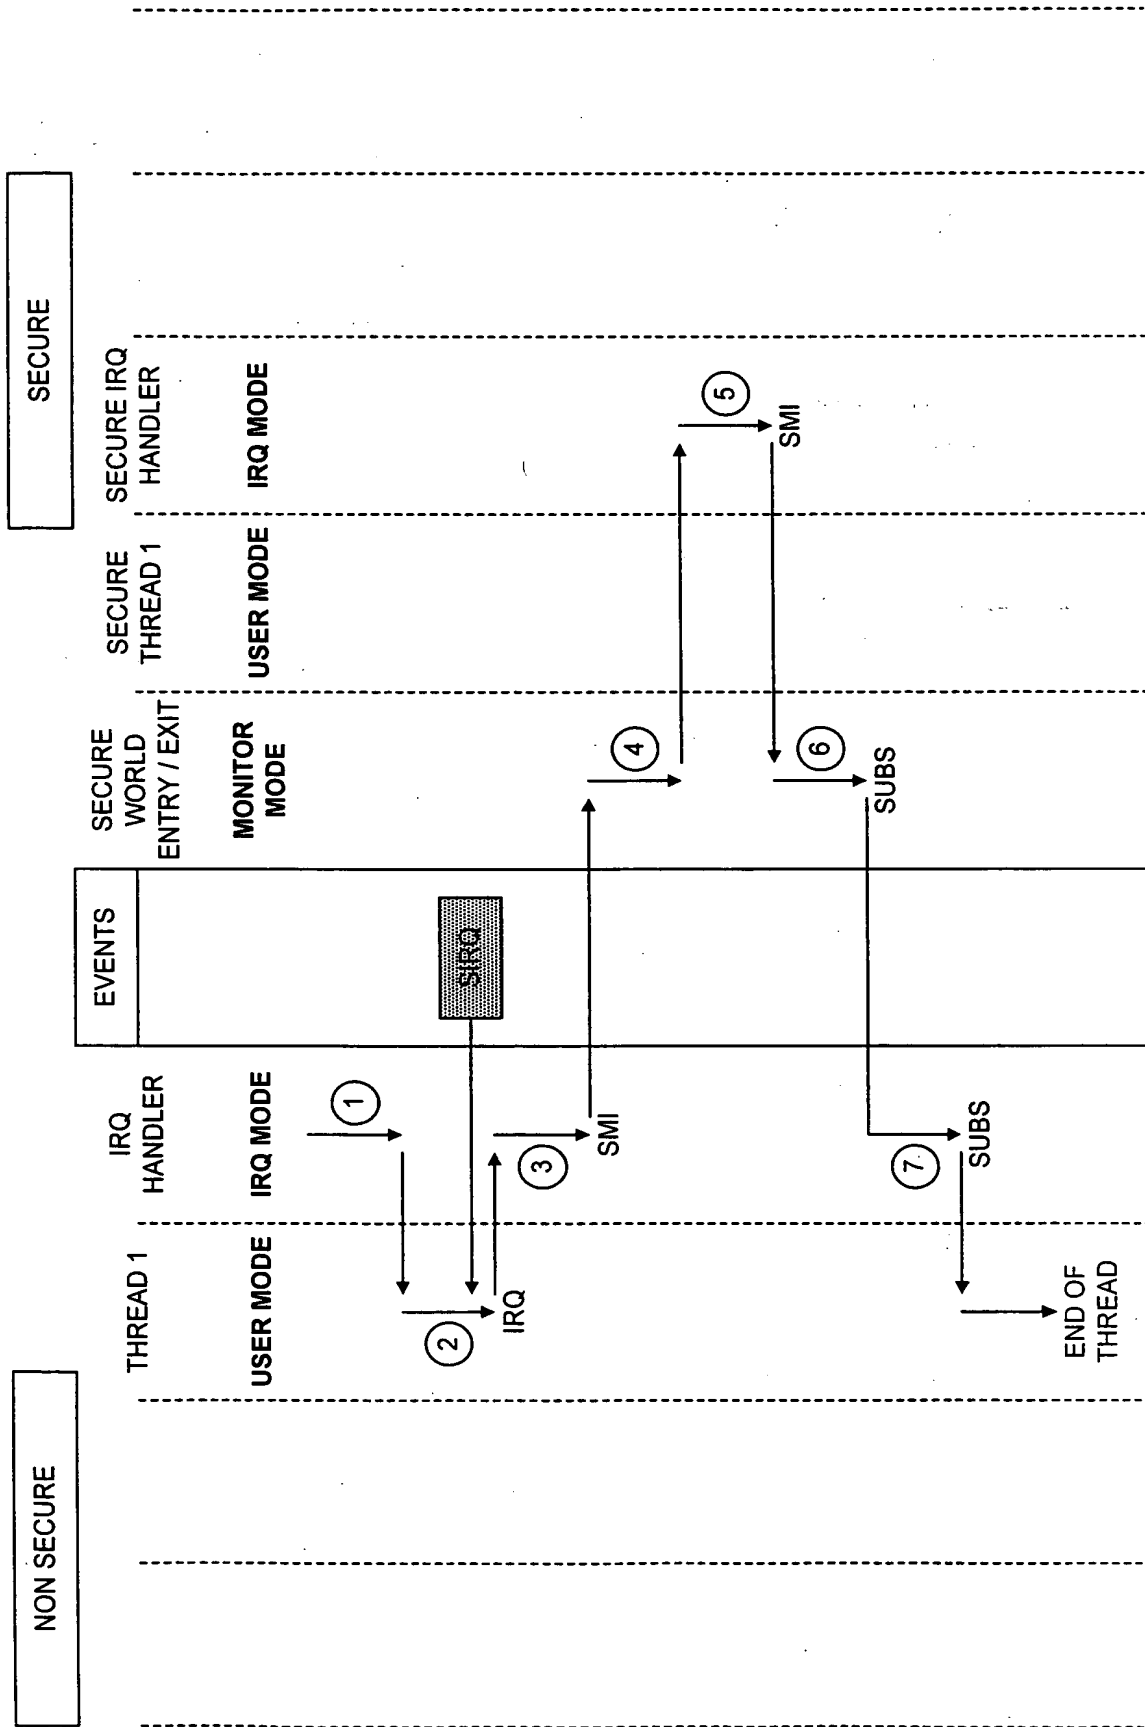 NON SECURE
SECURE
THREAD 1
USER MODE
IRQ
HANDLER
IRQ MODE
EVENTS
SECURE
WORLD
ENTRY / EXIT
MONITOR
MODE
SECURE
THREAD 1
USER MODE
SECURE IRQ
HANDLER
IRQ MODE
1
SIRQ
2
IRQ
3
SMI
4
5
SMI
6
SUBS
7
SUBS
END OF
THREAD